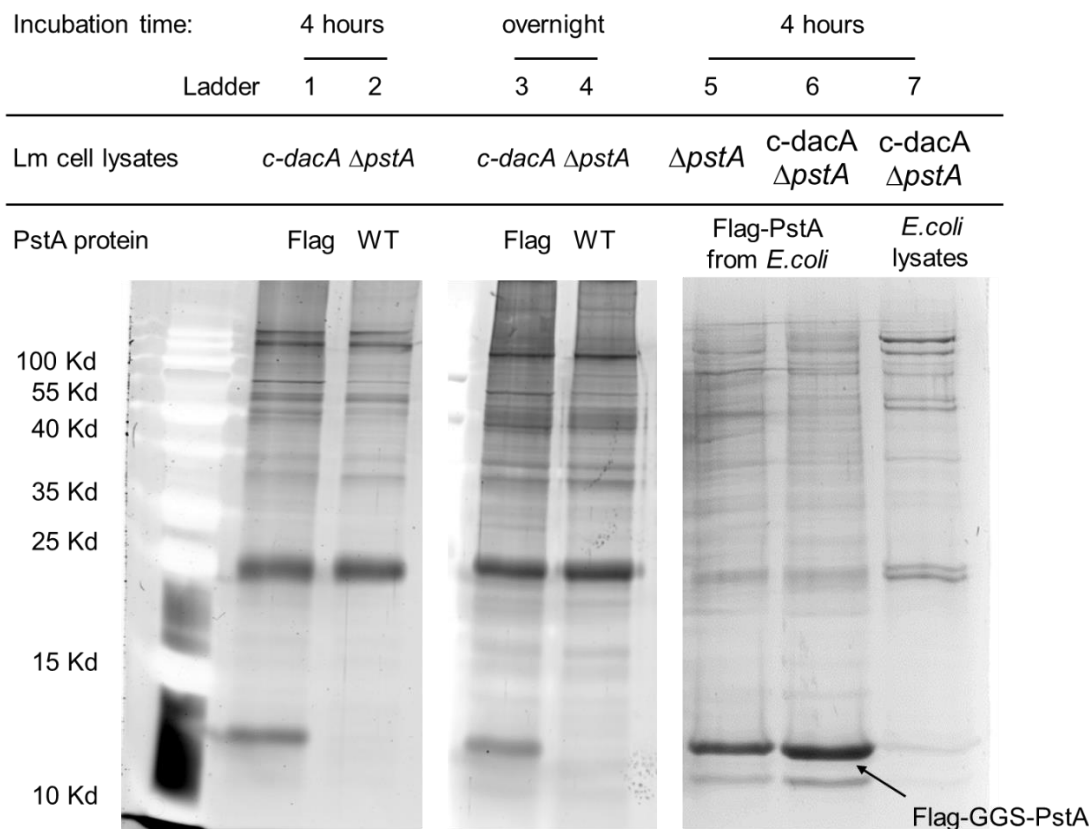 Incubation time: 4 hours overnight 4 hours
Ladder 1 2 3 4 5 6 7
Lm cell lysates c-dacA ΔpstA c-dacA ΔpstA ΔpstA c-dacA ΔpstA c-dacA ΔpstA
PstA protein Flag WT Flag WT Flag-PstA from E.coli E.coli lysates
100 Kd
55 Kd
40 Kd
35 Kd
25 Kd
15 Kd
10 Kd
Flag-GGS-PstA